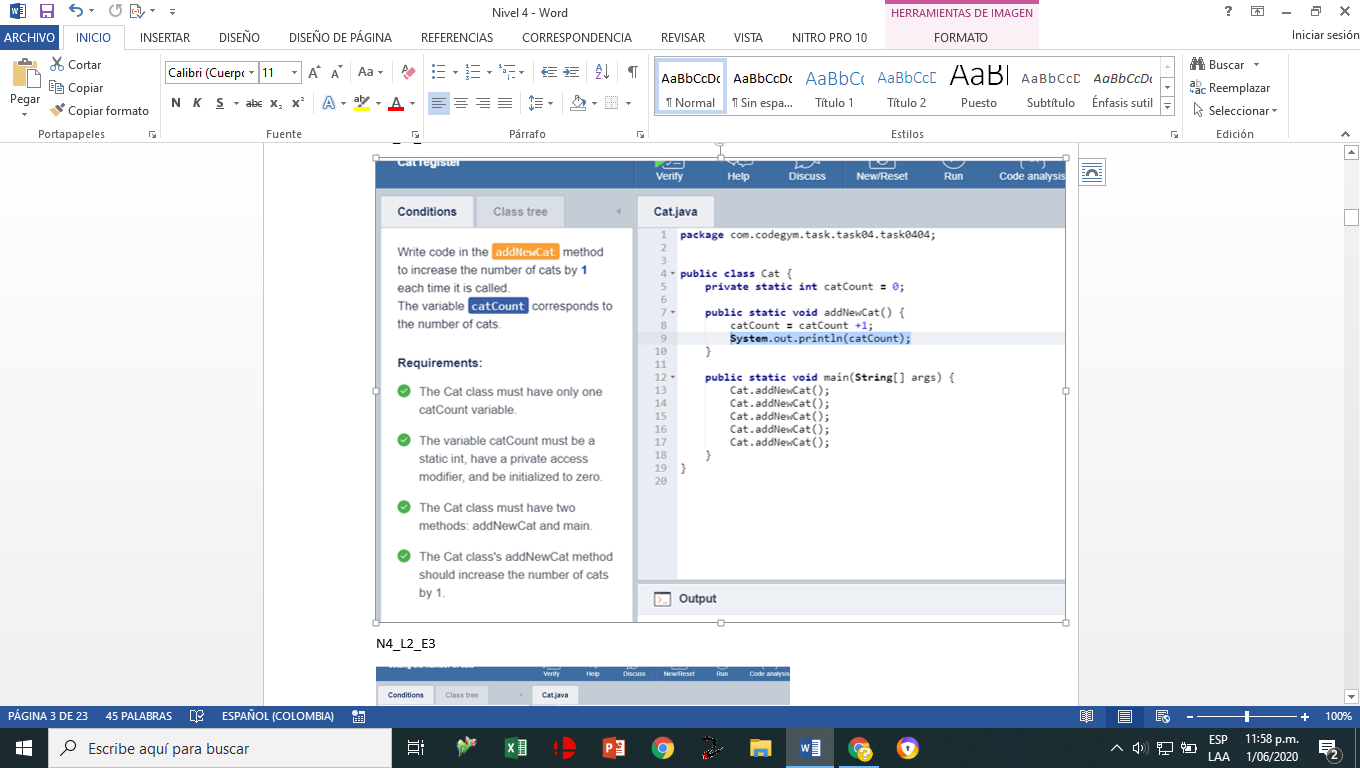 Nivel 4 - Word
HERRAMIENTAS DE IMAGEN
ARCHIVO INICIO INSERTAR DISEÑO DISEÑO DE PÁGINA REFERENCIAS CORRESPONDENCIA REVISAR VISTA NITRO PRO 10 FORMATO Iniciar sesión
Pegar
Cortar
Copiar
Copiar formato
Portapapeles
Calibri (Cuerpo 11
N K S abc x₂ x²
Fuente
Párrafo
AaBbCcDc AaBbCcDc AaBbCc AaBbCcD AaBl AaBbCcD AaBbCcDc
¶ Normal ¶ Sin espa... Título 1 Título 2 Puesto Subtítulo Énfasis sutil
Estilos
Buscar
Reemplazar
Seleccionar
Edición
Cat register
Verify Help Discuss New/Reset Run Code analysis
Conditions Class tree
Write code in the addNewCat method
to increase the number of cats by 1
each time it is called.
The variable catCount corresponds to
the number of cats.
Requirements:
The Cat class must have only one
catCount variable.
The variable catCount must be a
static int, have a private access
modifier, and be initialized to zero.
The Cat class must have two
methods: addNewCat and main.
The Cat class's addNewCat method
should increase the number of cats
by 1.
Cat.java
1 package com.codegym.task.task04.task0404;
2
3
4 public class Cat {
5 private static int catCount = 0;
6
7 public static void addNewCat() {
8 catCount = catCount +1;
9 System.out.println(catCount);
10 }
11
12 public static void main(String[] args) {
13 Cat.addNewCat();
14 Cat.addNewCat();
15 Cat.addNewCat();
16 Cat.addNewCat();
17 Cat.addNewCat();
18 }
19 }
20
Output
N4_L2_E3
Verify Help Discuss New/Reset Run Code analysis
Conditions Class tree Cat.java
PÁGINA 3 DE 23 45 PALABRAS ESPAÑOL (COLOMBIA) 100%
Escribe aquí para buscar
ESP
LAA
11:58 p.m.
1/06/2020
2